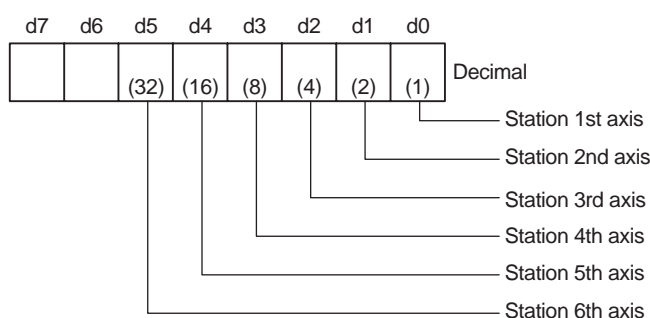 d7 d6 d5 d4 d3 d2 d1 d0
Decimal
(32) (16) (8) (4) (2) (1)
Station 1st axis
Station 2nd axis
Station 3rd axis
Station 4th axis
Station 5th axis
Station 6th axis